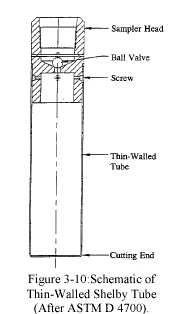 Sampler Head
Ball Valve
Screw
Thin-Walled
Tube
Cutting End
Figure 3-10:Schematic of
Thin-Walled Shelby Tube
(After ASTM D 4700).